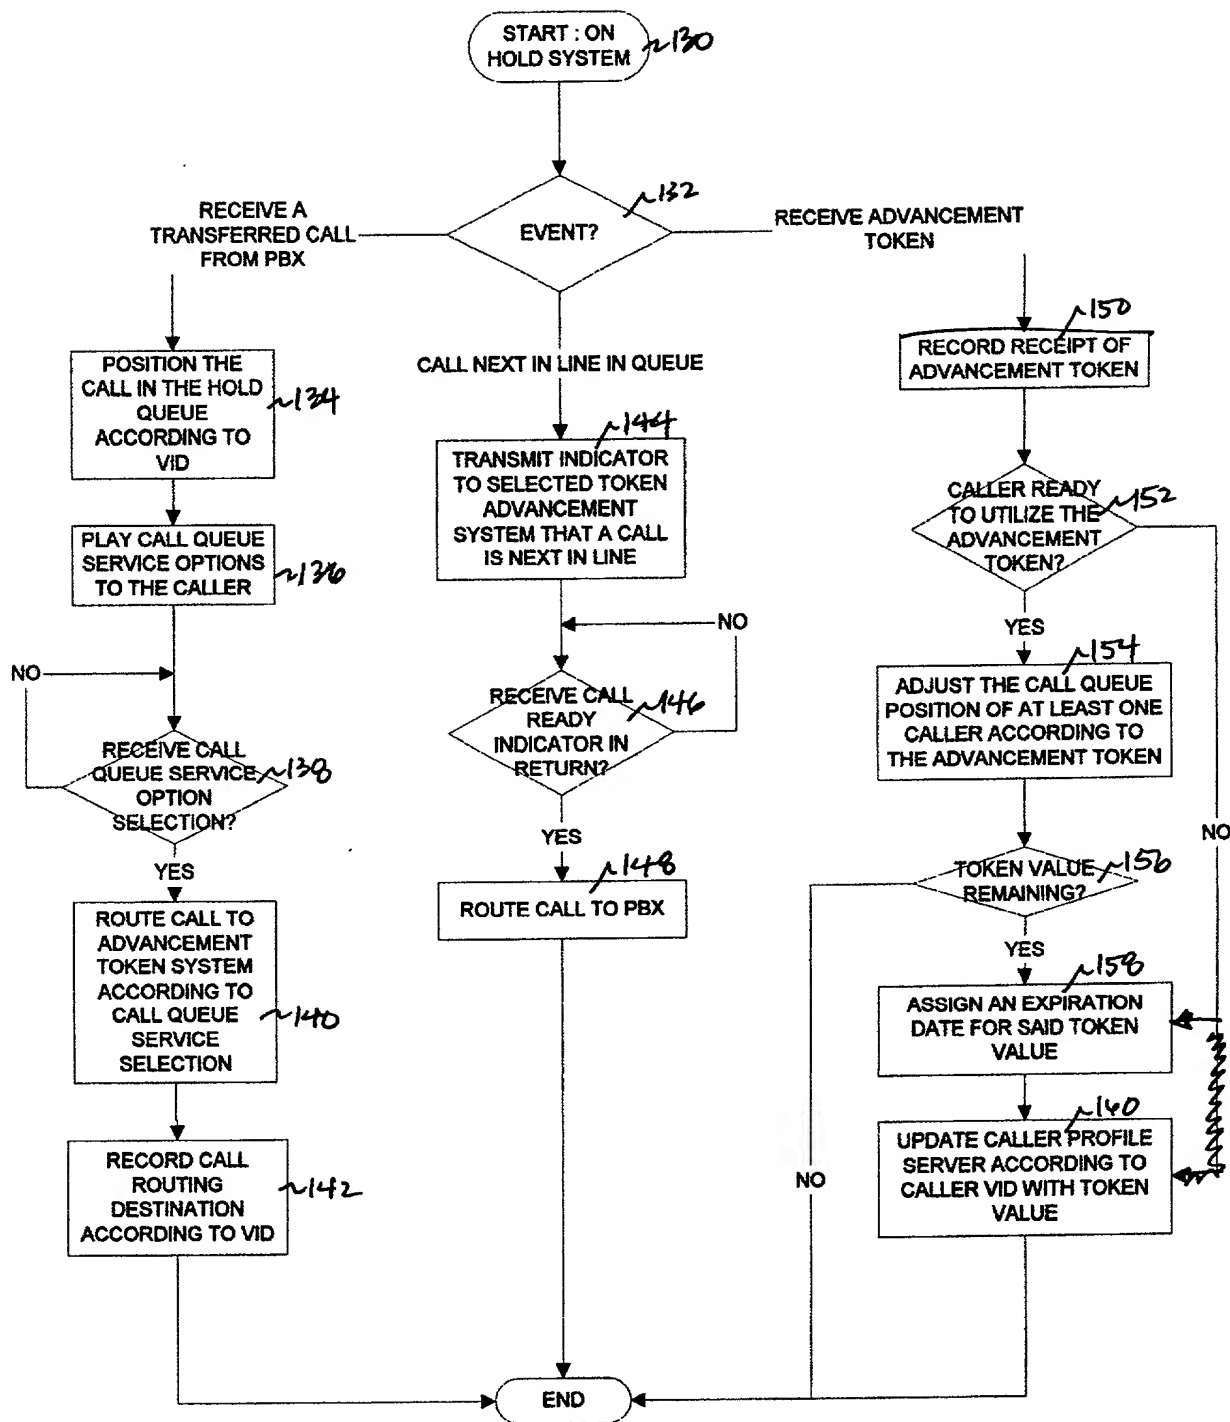 START : ON
HOLD SYSTEM
~130
~132
EVENT?
RECEIVE A
TRANSFERRED CALL
FROM PBX
RECEIVE ADVANCEMENT
TOKEN
POSITION THE
CALL IN THE HOLD
QUEUE
ACCORDING TO
VID
~134
PLAY CALL QUEUE
SERVICE OPTIONS
TO THE CALLER
~136
NO
RECEIVE CALL
QUEUE SERVICE
OPTION
SELECTION?
~138
YES
ROUTE CALL TO
ADVANCEMENT
TOKEN SYSTEM
ACCORDING TO
CALL QUEUE
SERVICE
SELECTION
~140
RECORD CALL
ROUTING
DESTINATION
ACCORDING TO VID
~142
CALL NEXT IN LINE IN QUEUE
~144
TRANSMIT INDICATOR
TO SELECTED TOKEN
ADVANCEMENT
SYSTEM THAT A CALL
IS NEXT IN LINE
NO
RECEIVE CALL
READY
INDICATOR IN
RETURN?
~146
YES
~148
ROUTE CALL TO PBX
~150
RECORD RECEIPT OF
ADVANCEMENT TOKEN
CALLER READY
TO UTILIZE THE
ADVANCEMENT
TOKEN?
~152
YES
NO
~154
ADJUST THE CALL QUEUE
POSITION OF AT LEAST ONE
CALLER ACCORDING TO
THE ADVANCEMENT TOKEN
TOKEN VALUE
REMAINING?
~156
YES
~158
ASSIGN AN EXPIRATION
DATE FOR SAID TOKEN
VALUE
~160
UPDATE CALLER PROFILE
SERVER ACCORDING TO
CALLER VID WITH TOKEN
VALUE
NO
END